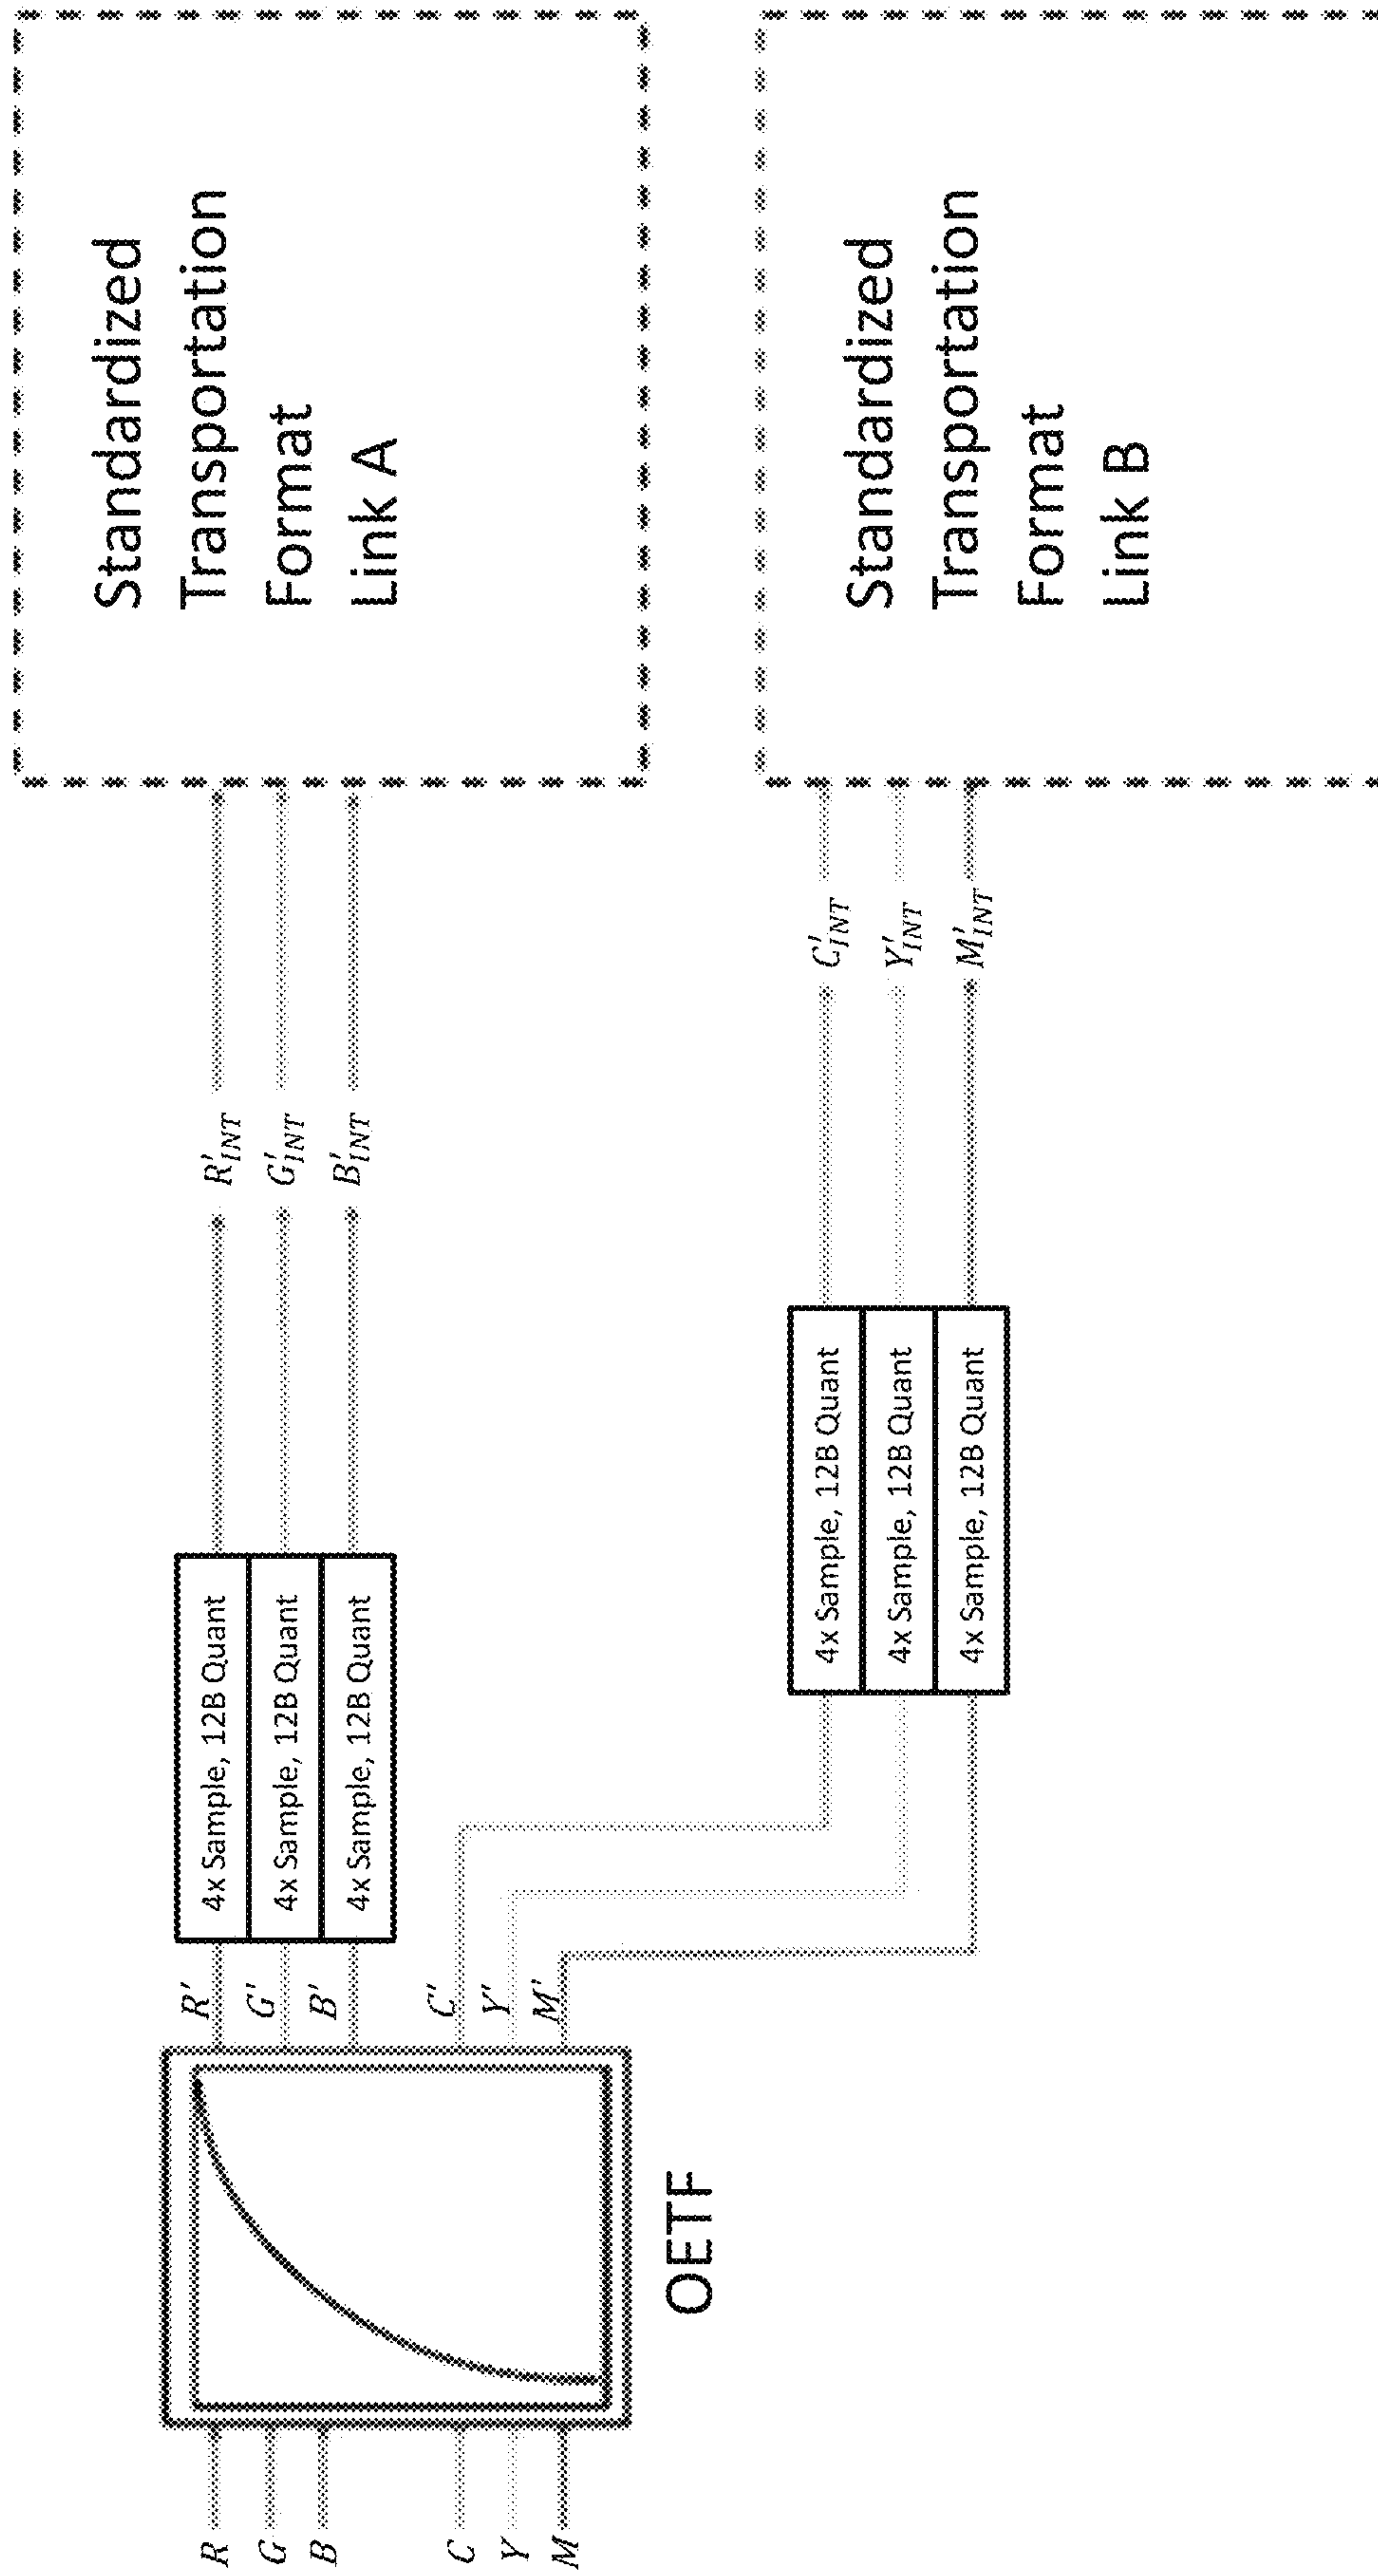 R
G
B
C
Y
M
OETF
R'
G'
B'
C'
Y'
M'
4x Sample, 12B Quant
4x Sample, 12B Quant
4x Sample, 12B Quant
4x Sample, 12B Quant
4x Sample, 12B Quant
4x Sample, 12B Quant
R'INT
G'INT
B'INT
C'INT
Y'INT
M'INT
Standardized
Transportation
Format
Link A
Standardized
Transportation
Format
Link B